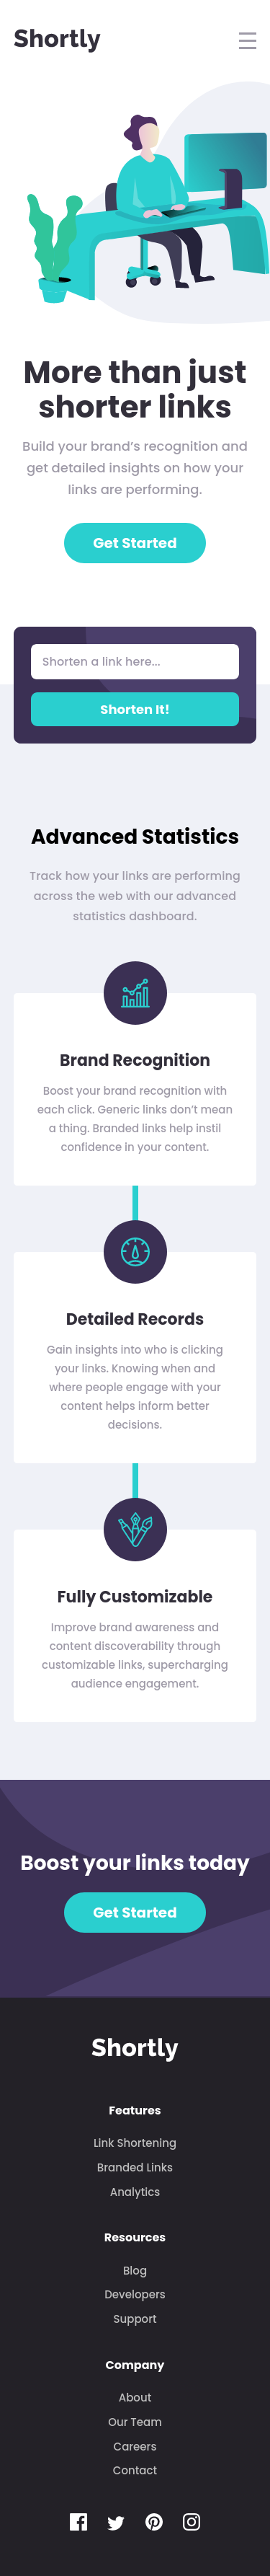 Shortly
More than just
shorter links
Build your brand’s recognition and
get detailed insights on how your
links are performing.
Get Started
Shorten a link here...
Shorten It!
Advanced Statistics
Track how your links are performing
across the web with our advanced
statistics dashboard.
Brand Recognition
Boost your brand recognition with
each click. Generic links don’t mean
a thing. Branded links help instil
confidence in your content.
Detailed Records
Gain insights into who is clicking
your links. Knowing when and
where people engage with your
content helps inform better
decisions.
Fully Customizable
Improve brand awareness and
content discoverability through
customizable links, supercharging
audience engagement.
Boost your links today
Get Started
Shortly
Features
Link Shortening
Branded Links
Analytics
Resources
Blog
Developers
Support
Company
About
Our Team
Careers
Contact